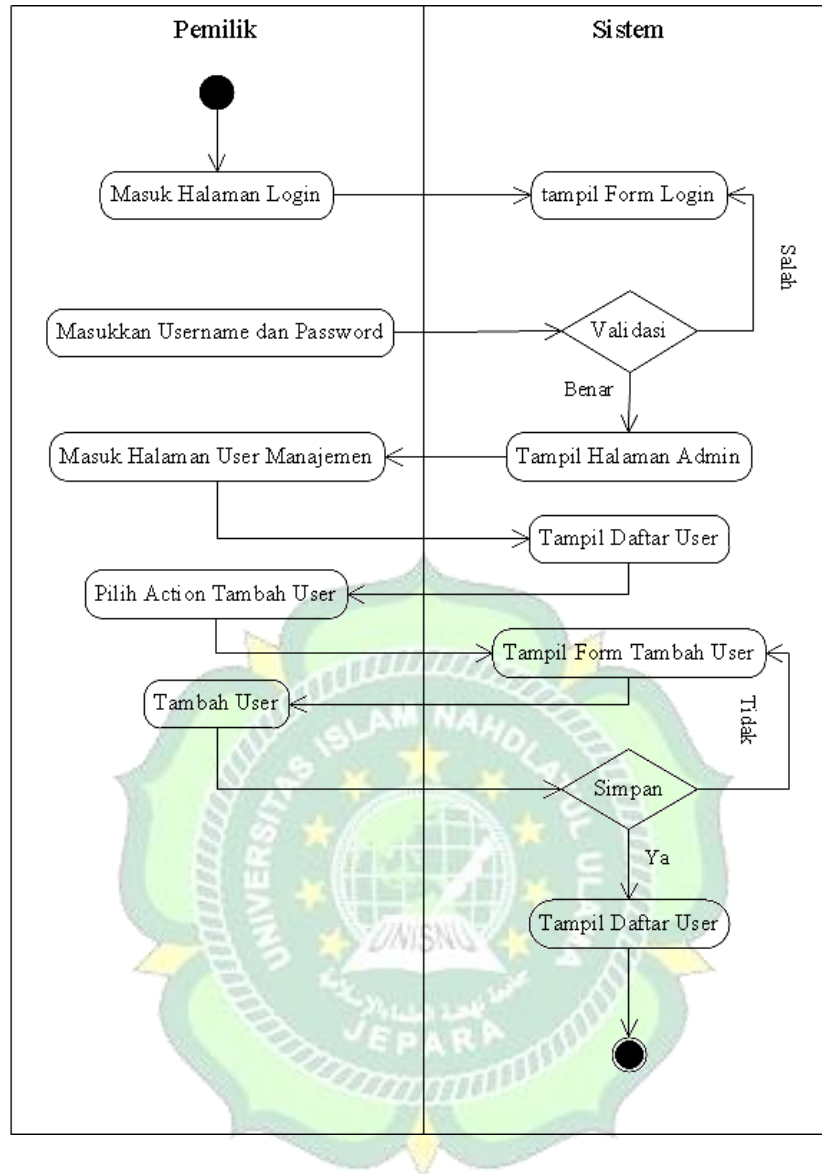 Pemilik
Sistem
Masuk Halaman Login
tampil Form Login
Salah
Masukkan Username dan Password
Validasi
Benar
Masuk Halaman User Manajemen
Tampil Halaman Admin
Tampil Daftar User
Pilih Action Tambah User
Tampil Form Tambah User
Tambah User
Tidak
Simpan
Ya
Tampil Daftar User
UNIVERSITAS ISLAM NAHDLATUL ULAMA
UNISNU
JEPARA